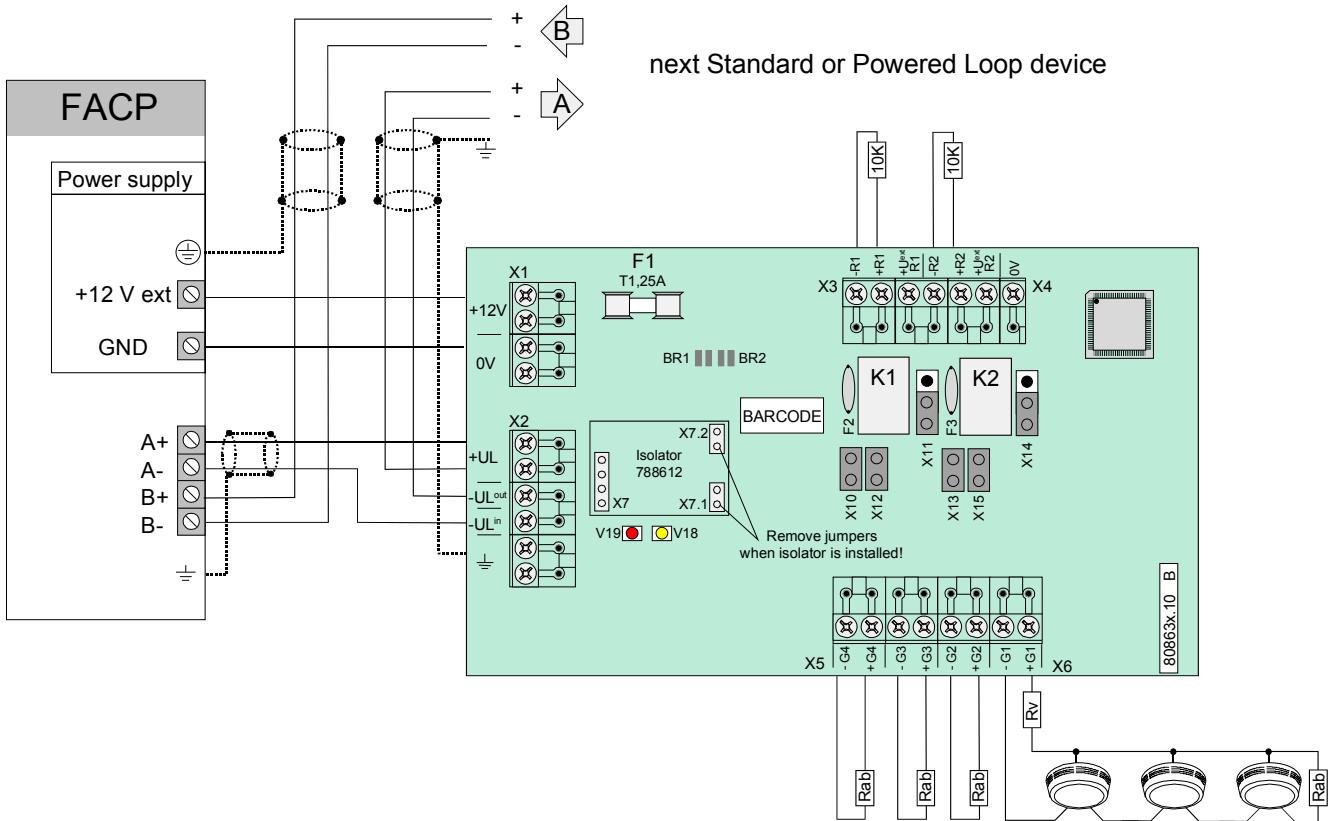 +
B
-
next Standard or Powered Loop device
+
A
-
FACP
Power supply
+12 V ext
GND
A+
A-
B+
B-
10K
10K
X1
+12V
0V
F1
T1,25A
BR1 BR2
BARCODE
X3
-R1
+R1
+Uext R1
-R2
+R2
+Uext R2
0V
X4
F2
K1
X11
F3
K2
X14
X10
X12
X13
X15
X2
+UL
-ULout
-ULin
X7.2
Isolator
788612
X7
X7.1
V19 V18
Remove jumpers
when isolator is installed!
80863x.10 B
X5
- G4
+ G4
- G3
+ G3
- G2
+ G2
- G1
+ G1
X6
Rv
Rab
Rab
Rab
Rab